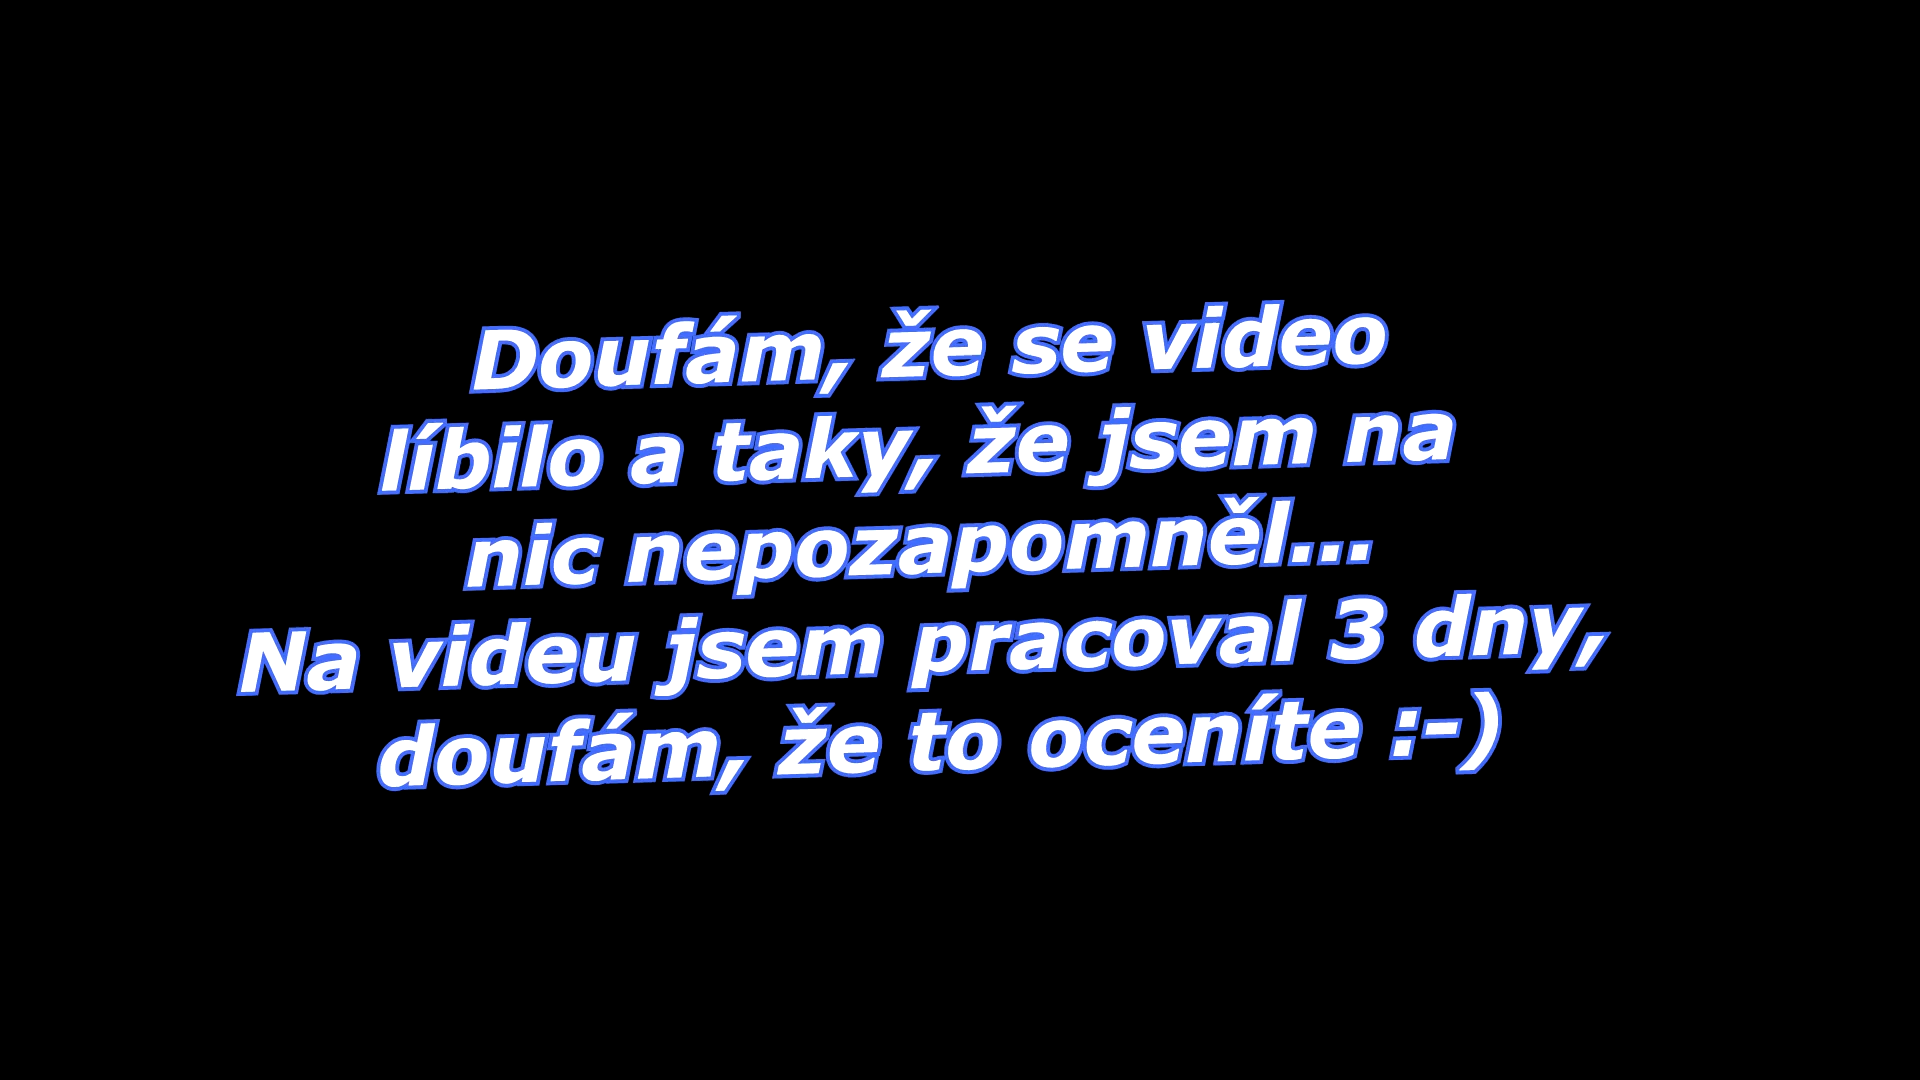 Doufám, že se video
líbilo a taky, že jsem na
nic nepozapomněl...
Na videu jsem pracoval 3 dny,
doufám, že to oceníte :-)